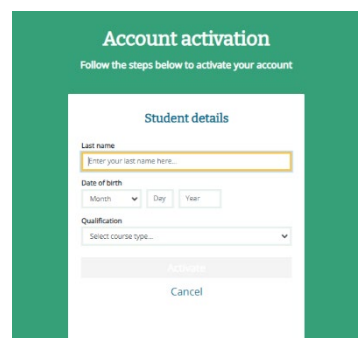 Account activation
Follow the steps below to activate your account
Student details
Last name
Enter your last name here...
Date of birth
Month Day Year
Qualification
Select course type...
Activate
Cancel